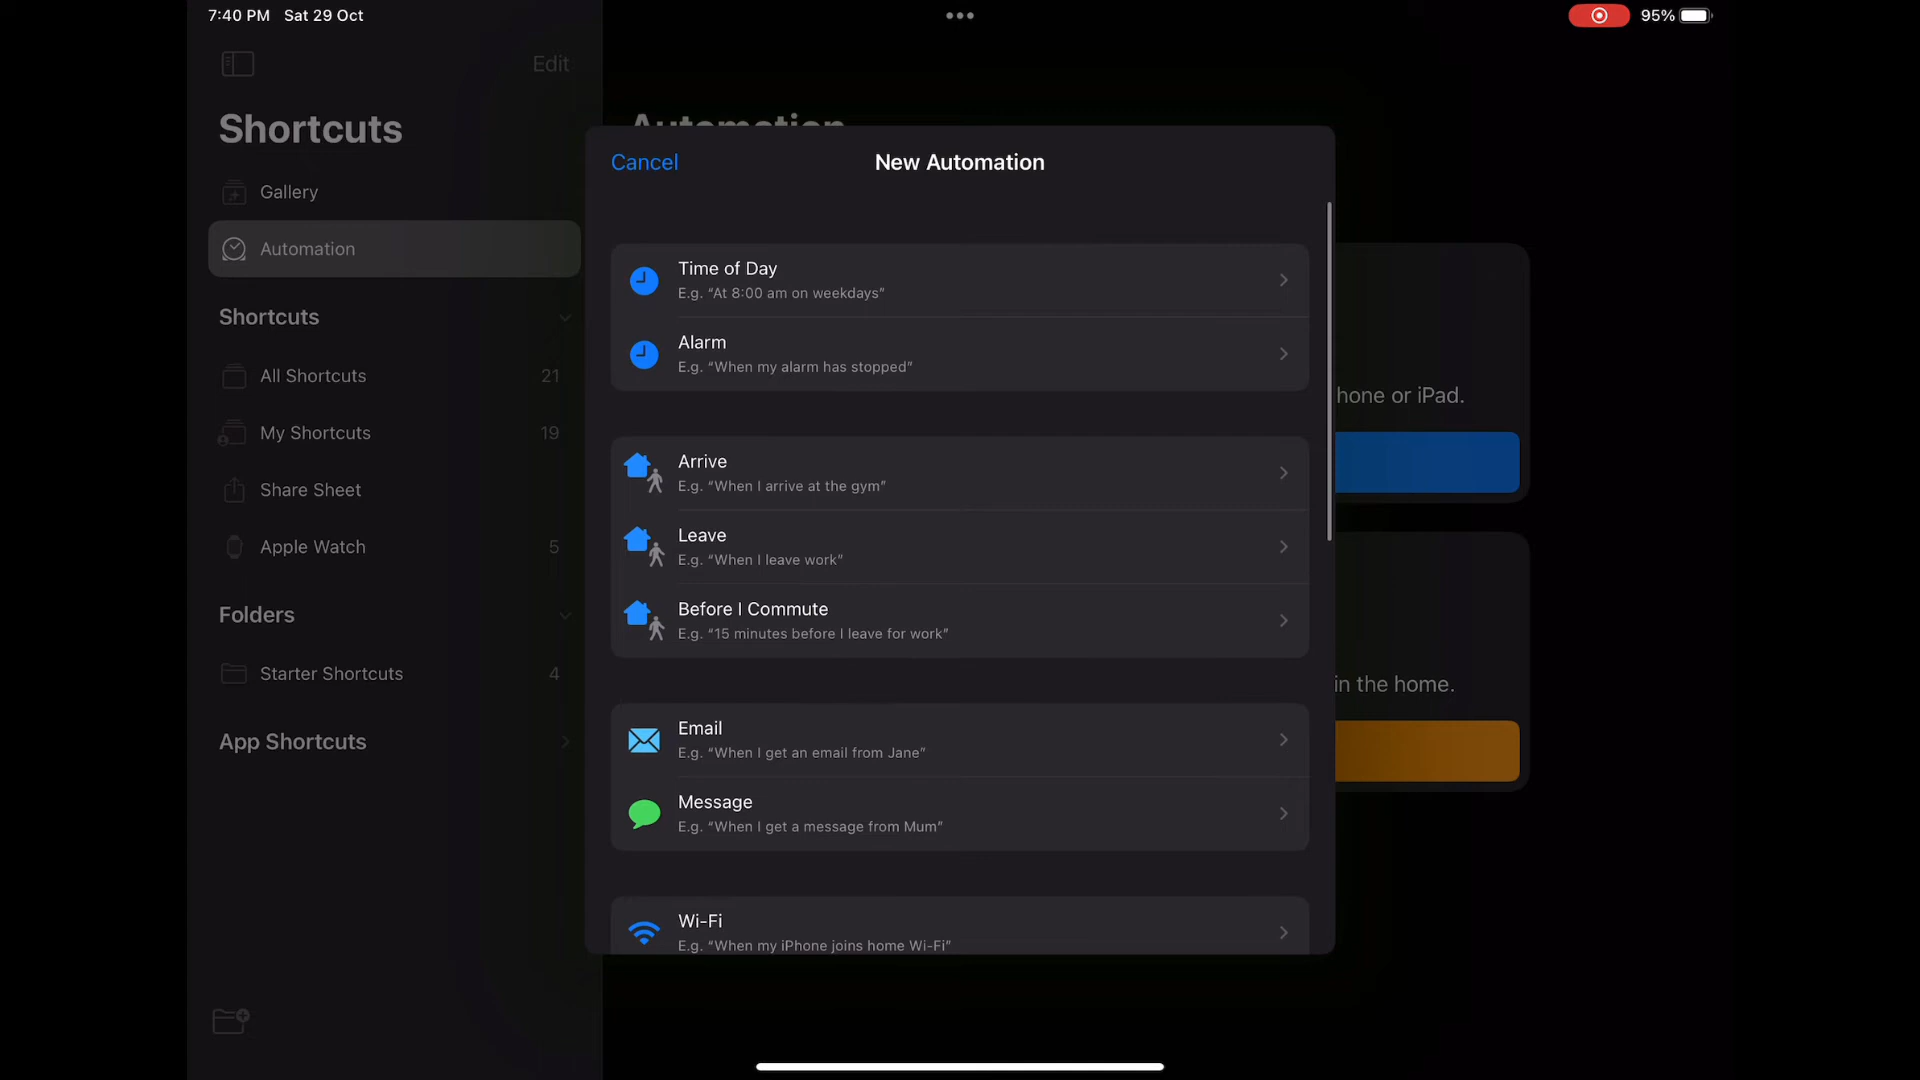 7:40 PM Sat 29 Oct
95%
Edit
Shortcuts
Gallery
Automation
Shortcuts
All Shortcuts 21
My Shortcuts 19
Share Sheet
Apple Watch 5
Folders
Starter Shortcuts 4
App Shortcuts
Automation
Cancel
New Automation
Time of Day
E.g. “At 8:00 am on weekdays”
Alarm
E.g. “When my alarm has stopped”
Arrive
E.g. “When I arrive at the gym”
Leave
E.g. “When I leave work”
Before I Commute
E.g. “15 minutes before I leave for work”
Email
E.g. “When I get an email from Jane”
Message
E.g. “When I get a message from Mum”
Wi-Fi
E.g. “When my iPhone joins home Wi-Fi”
hone or iPad.
in the home.